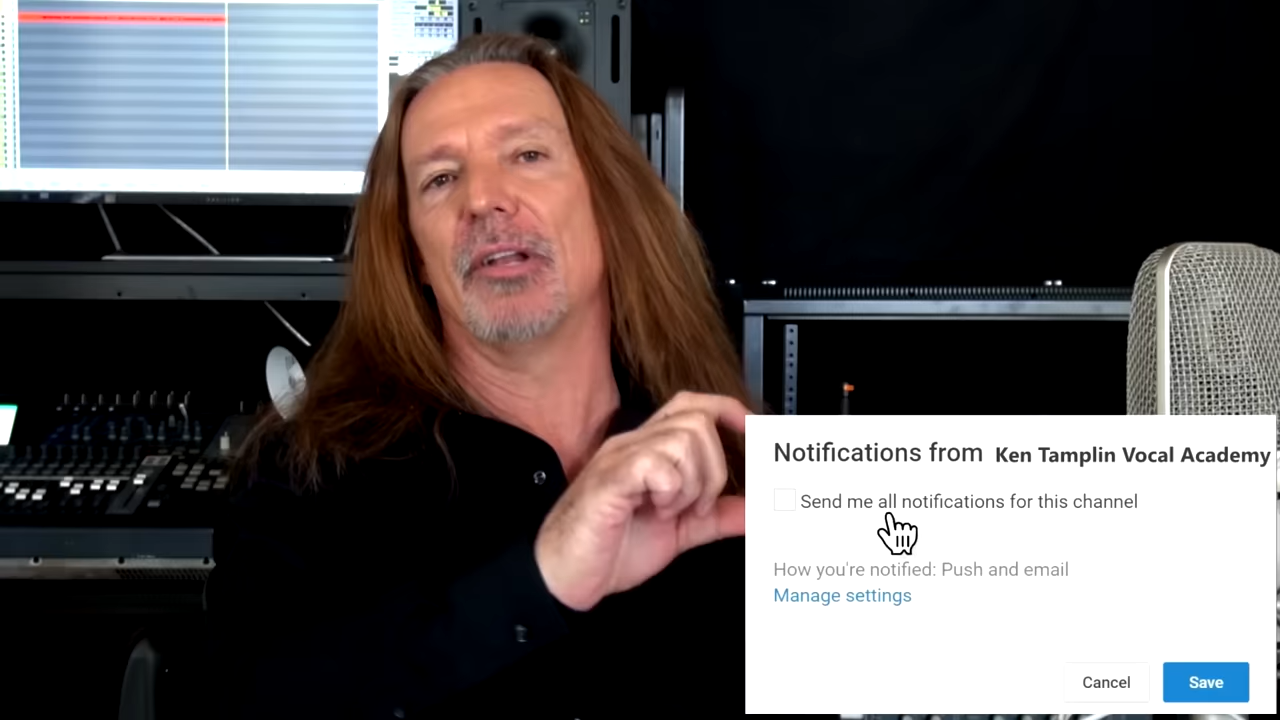 Notifications from Ken Tamplin Vocal Academy
Send me all notifications for this channel
How you're notified: Push and email
Manage settings
Cancel Save